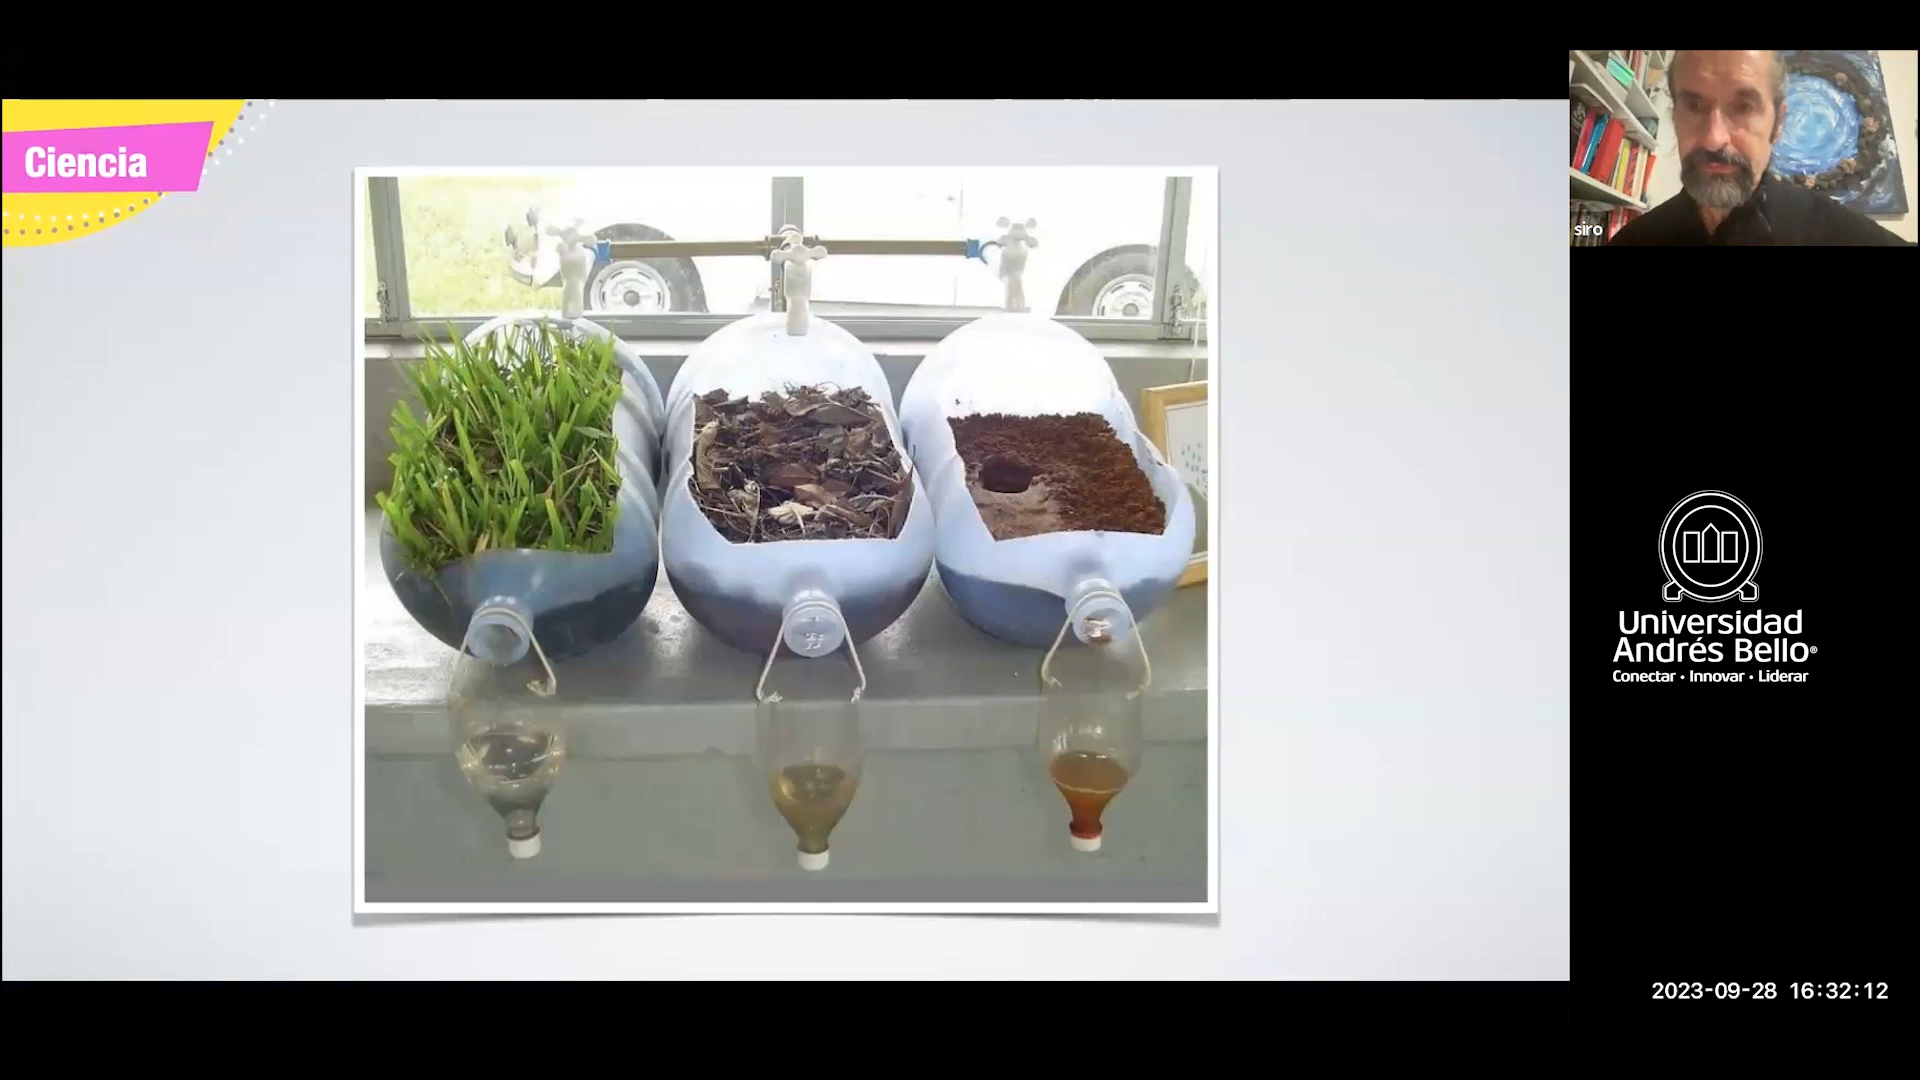 Ciencia
siro
Universidad
Andrés Bello®
Conectar • Innovar • Liderar
2023-09-28 16:32:12